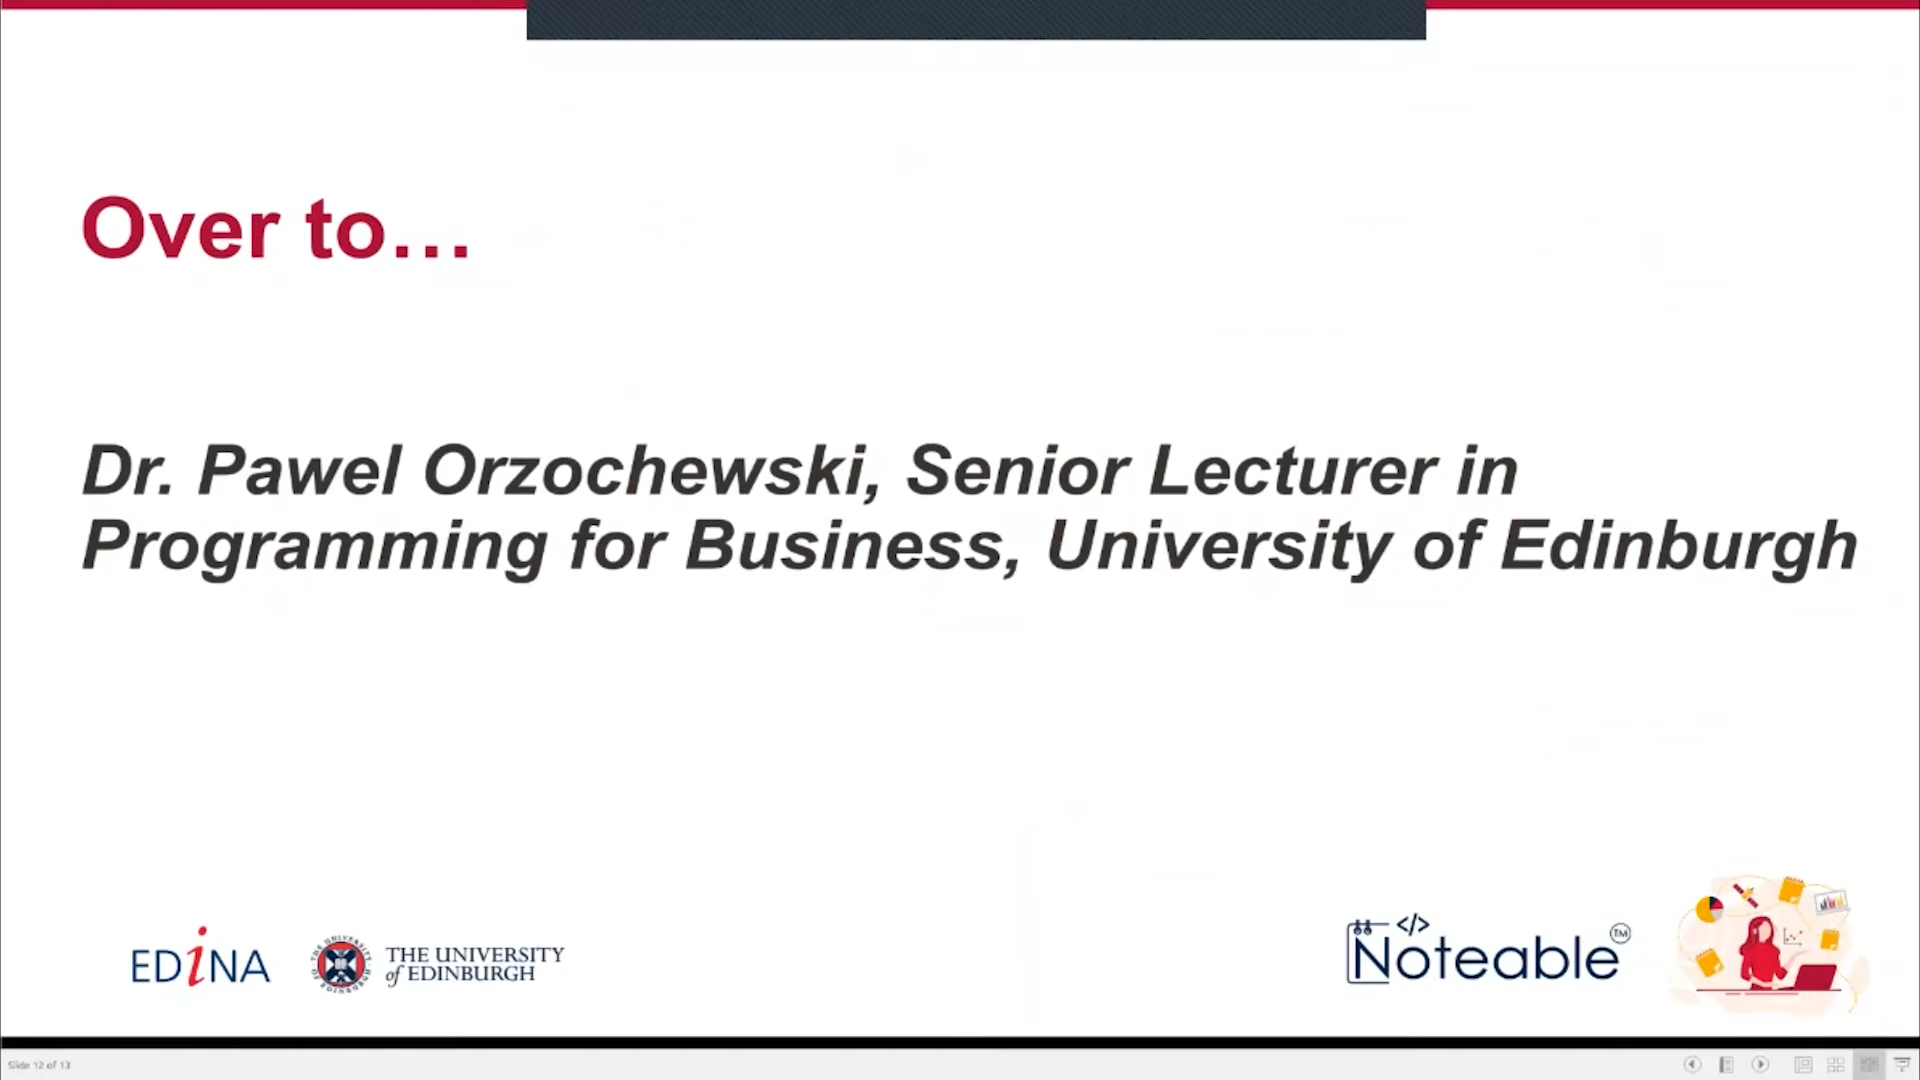 Over to...
Dr. Pawel Orzochewski, Senior Lecturer in
Programming for Business, University of Edinburgh
EDiNA
THE UNIVERSITY
of EDINBURGH
</>
Noteable TM
Slide 12 of 13